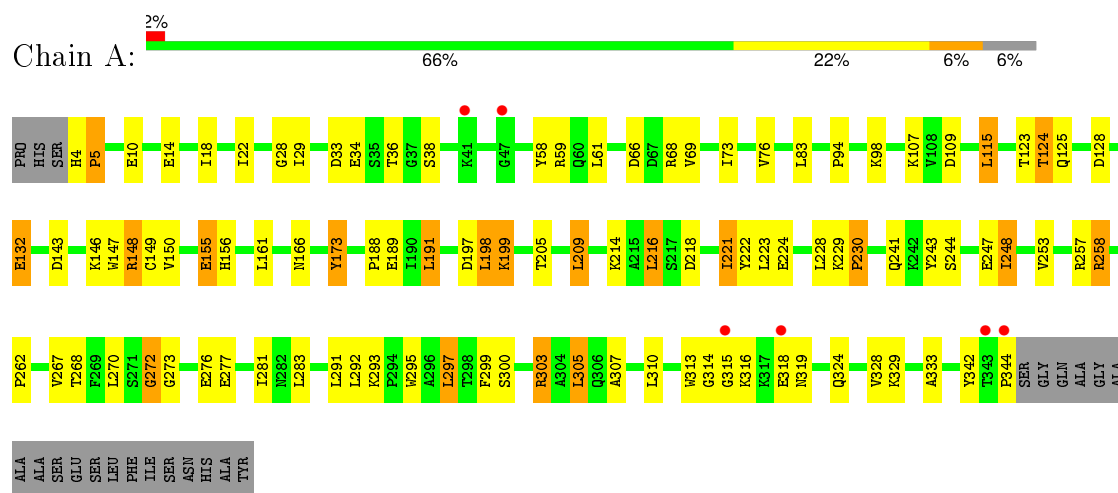 2%
Chain A:
66% 22% 6% 6%
PRO HIS SER H4 P5 E10 E14 I18 I22 G28 I29 D33 E34 S35 T36 G37 S38 K41 G47 Y58 R59 Q60 L61 D66 D67 R68 V69 I73 V76 L83 P94 K98 K107 V108 D109 L115 T123 T124 Q125 D128
E132 D143 K146 W147 R148 C149 V150 E155 H156 L161 N166 Y173 P188 E189 I190 L191 D197 L198 K199 T205 L209 K214 A215 L216 S217 D218 I221 Y222 L223 E224 L228 K229 P230 Q241 K242 Y243 S244 E247 I248 V253 R257 R258
P262 V267 T268 F269 L270 S271 G272 G273 E276 E277 I281 N282 L283 L291 L292 K293 P294 W295 A296 L297 T298 F299 S300 R303 A304 L305 Q306 A307 L310 W313 G314 G315 K316 K317 E318 N319 Q324 V328 K329 A333 Y342 T343 P344 SER GLY GLN ALA GLY ALA
ALA ALA SER GLU SER LEU PHE ILE SER ASN HIS ALA TYR